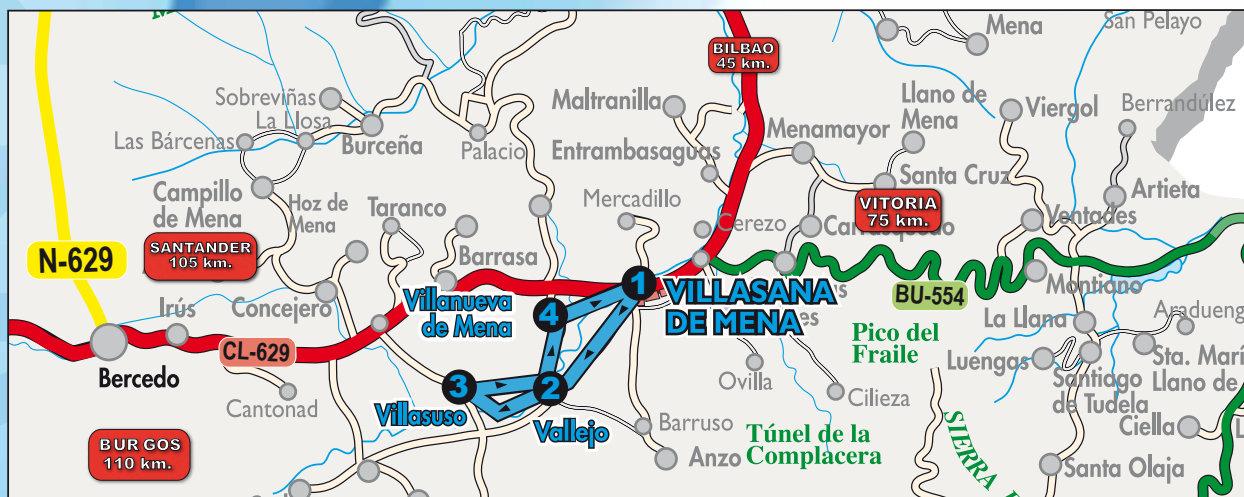 Mena
San Pelayo
BILBAO
45 km.
Sobreviñas
La Llosa
Las Bárcenas
Burceña
Palacio
Maltranilla
Entrambasaguas
Menamayor
Llano de
Mena
Viergol
Berrandúlez
Campillo
de Mena
Hoz de
Mena
Taranco
Mercadillo
Santa Cruz
Artieta
VITORIA
75 km.
Cerezo
Ventades
N-629
SANTANDER
105 km.
Barrasa
Concejero
Irús
Villanueva
de Mena
1
VILLASANA
DE MENA
BU-554
Montiano
4
La Llana
CL-629
Pico del
Fraile
Luengas
Bercedo
Santiago
de Tudela
Sta. Marí
Llano de
Ovilla
Cilieza
3
2
Cantonad
Villasuso
Vallejo
Barruso
Ciella
Túnel de la
Complacera
SIERRA
BURGOS
110 km.
Anzo
Santa Olaja